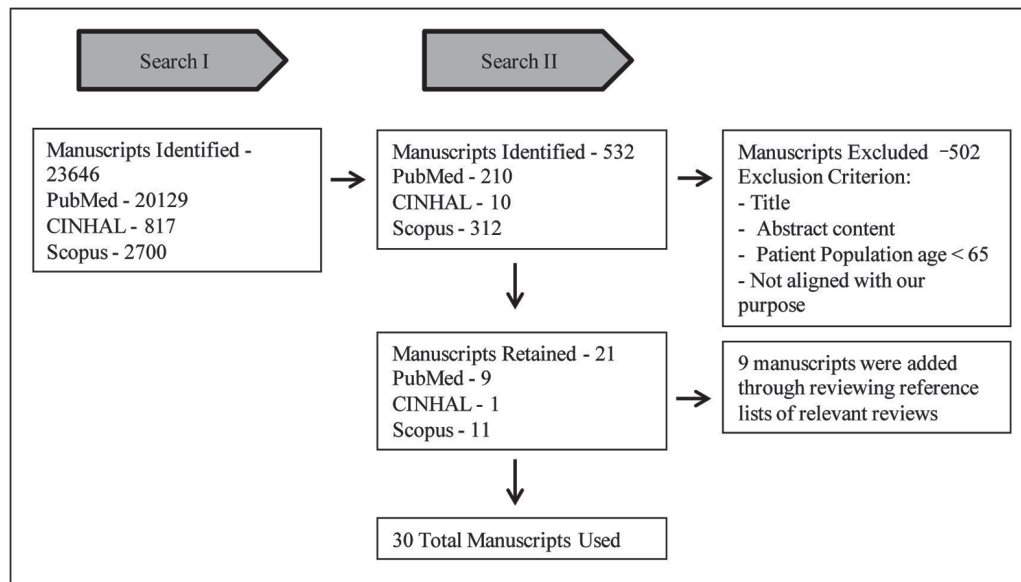 Search I
Search II
Manuscripts Identified -
23646
PubMed - 20129
CINHAL - 817
Scopus - 2700
Manuscripts Identified - 532
PubMed - 210
CINHAL - 10
Scopus - 312
Manuscripts Excluded -502
Exclusion Criterion:
- Title
- Abstract content
- Patient Population age < 65
- Not aligned with our
purpose
Manuscripts Retained - 21
PubMed - 9
CINHAL - 1
Scopus - 11
9 manuscripts were added
through reviewing reference
lists of relevant reviews
30 Total Manuscripts Used